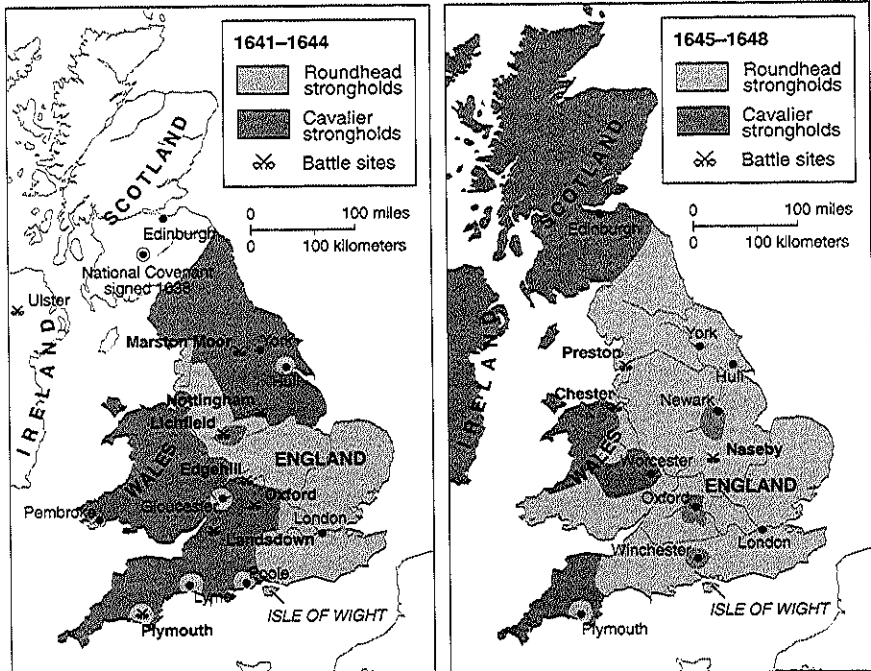 1641–1644
Roundhead
strongholds
Cavalier
strongholds
Battle sites
0 100 miles
0 100 kilometers
SCOTLAND
Edinburgh
National Covenant
signed 1638
Ulster
IRELAND
Marston Moor
York
Hull
Nottingham
Lichfield
ENGLAND
WALES
Edgehill
Gloucester
Oxford
Pembroke
London
Landsdown
Poole
Lyme
ISLE OF WIGHT
Plymouth
1645–1648
Roundhead
strongholds
Cavalier
strongholds
Battle sites
0 100 miles
0 100 kilometers
SCOTLAND
Edinburgh
IRELAND
York
Preston
Hull
Chester
Newark
WALES
Naseby
Worcester
Oxford
ENGLAND
London
Winchester
ISLE OF WIGHT
Plymouth